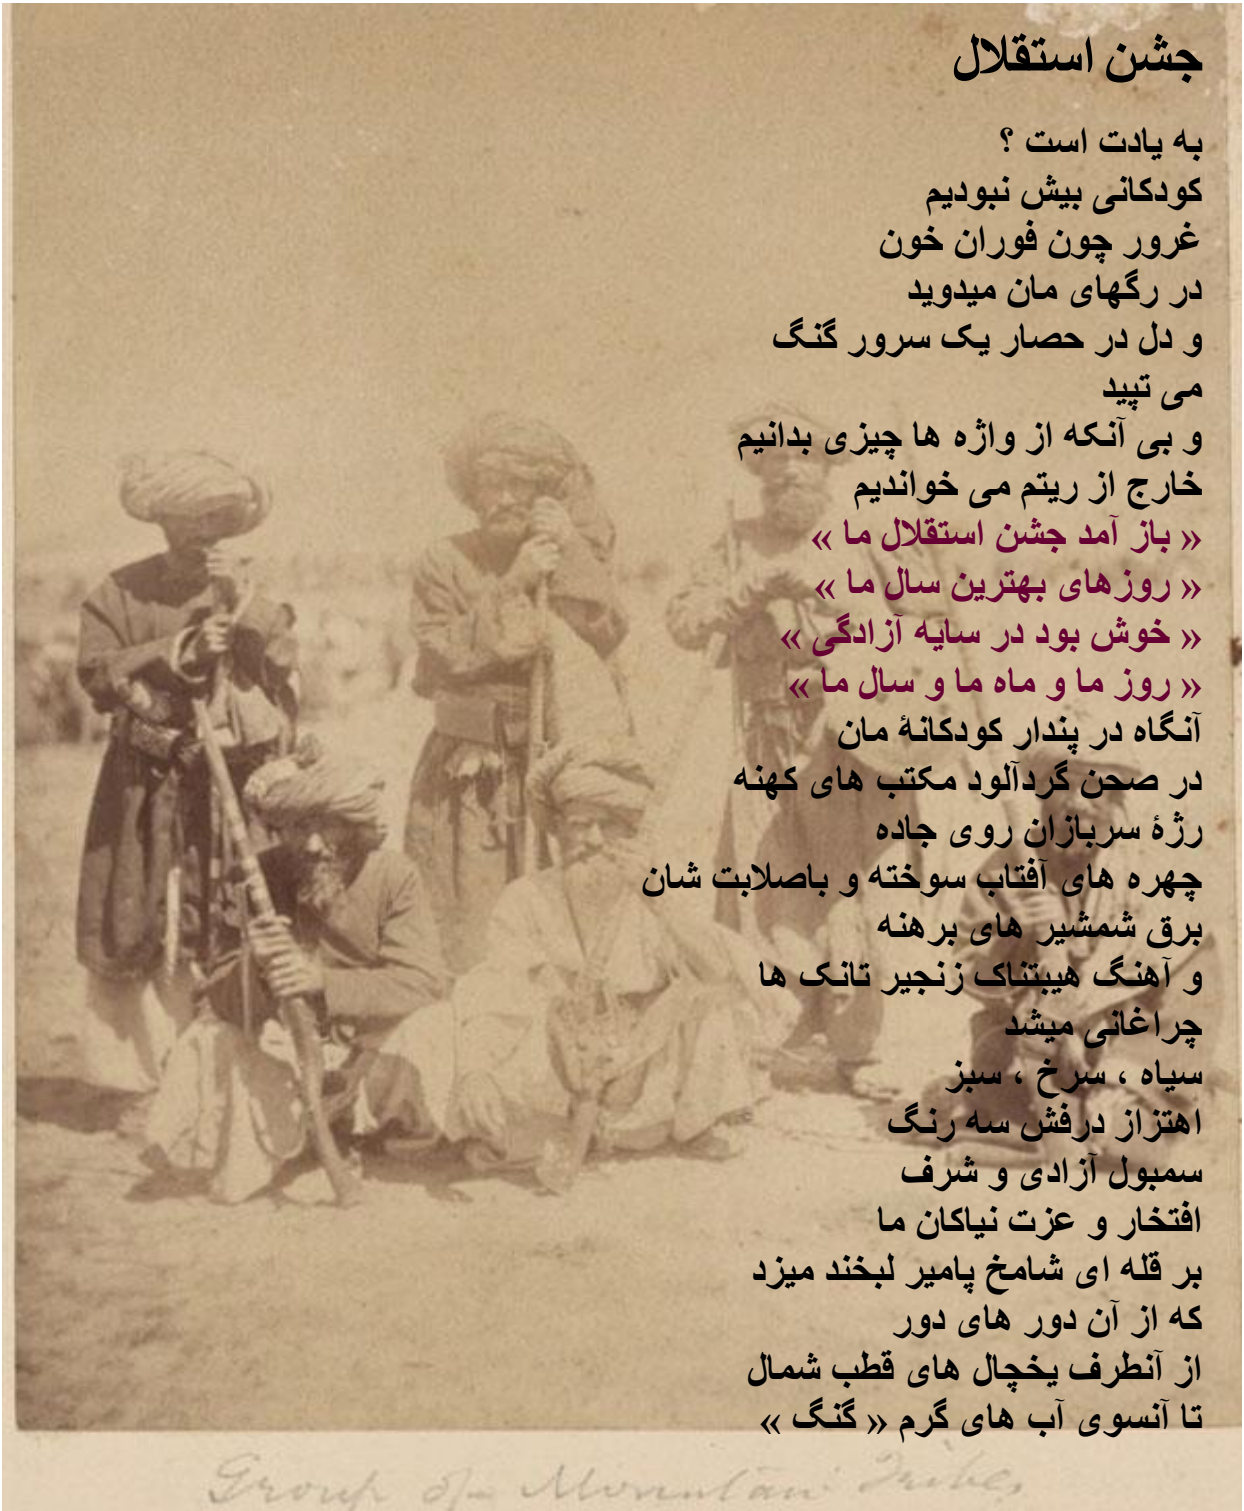 جشن استقلال
به یادت است ؟
کودکانی بیش نبودیم
غرور چون فوران خون
در رگهای مان میدوید
و دل در حصار یک سرور گنگ
می تپید
و بی آنکه از واژه ها چیزی بدانیم
خارج از ریتم می خواندیم
« باز آمد جشن استقلال ما »
« روزهای بهترین سال ما »
« خوش بود در سایه آزادگی »
« روز ما و ماه ما و سال ما »
آنگاه در پندار کودکانۀ مان
در صحن گردآلود مکتب های کهنه
رژۀ سربازان روی جاده
چهره های آفتاب سوخته و باصلابت شان
برق شمشیر های برهنه
و آهنگ هیبتناک زنجیر تانک ها
چراغانی میشد
سیاه ، سرخ ، سبز
اهتزاز درفش سه رنگ
سمبول آزادی و شرف
افتخار و عزت نیاکان ما
بر قله ای شامخ پامیر لبخند میزد
که از آن دور های دور
از آنطرف یخچال های قطب شمال
تا آنسوی آب های گرم « گنگ »
Group of Mountain Tribes